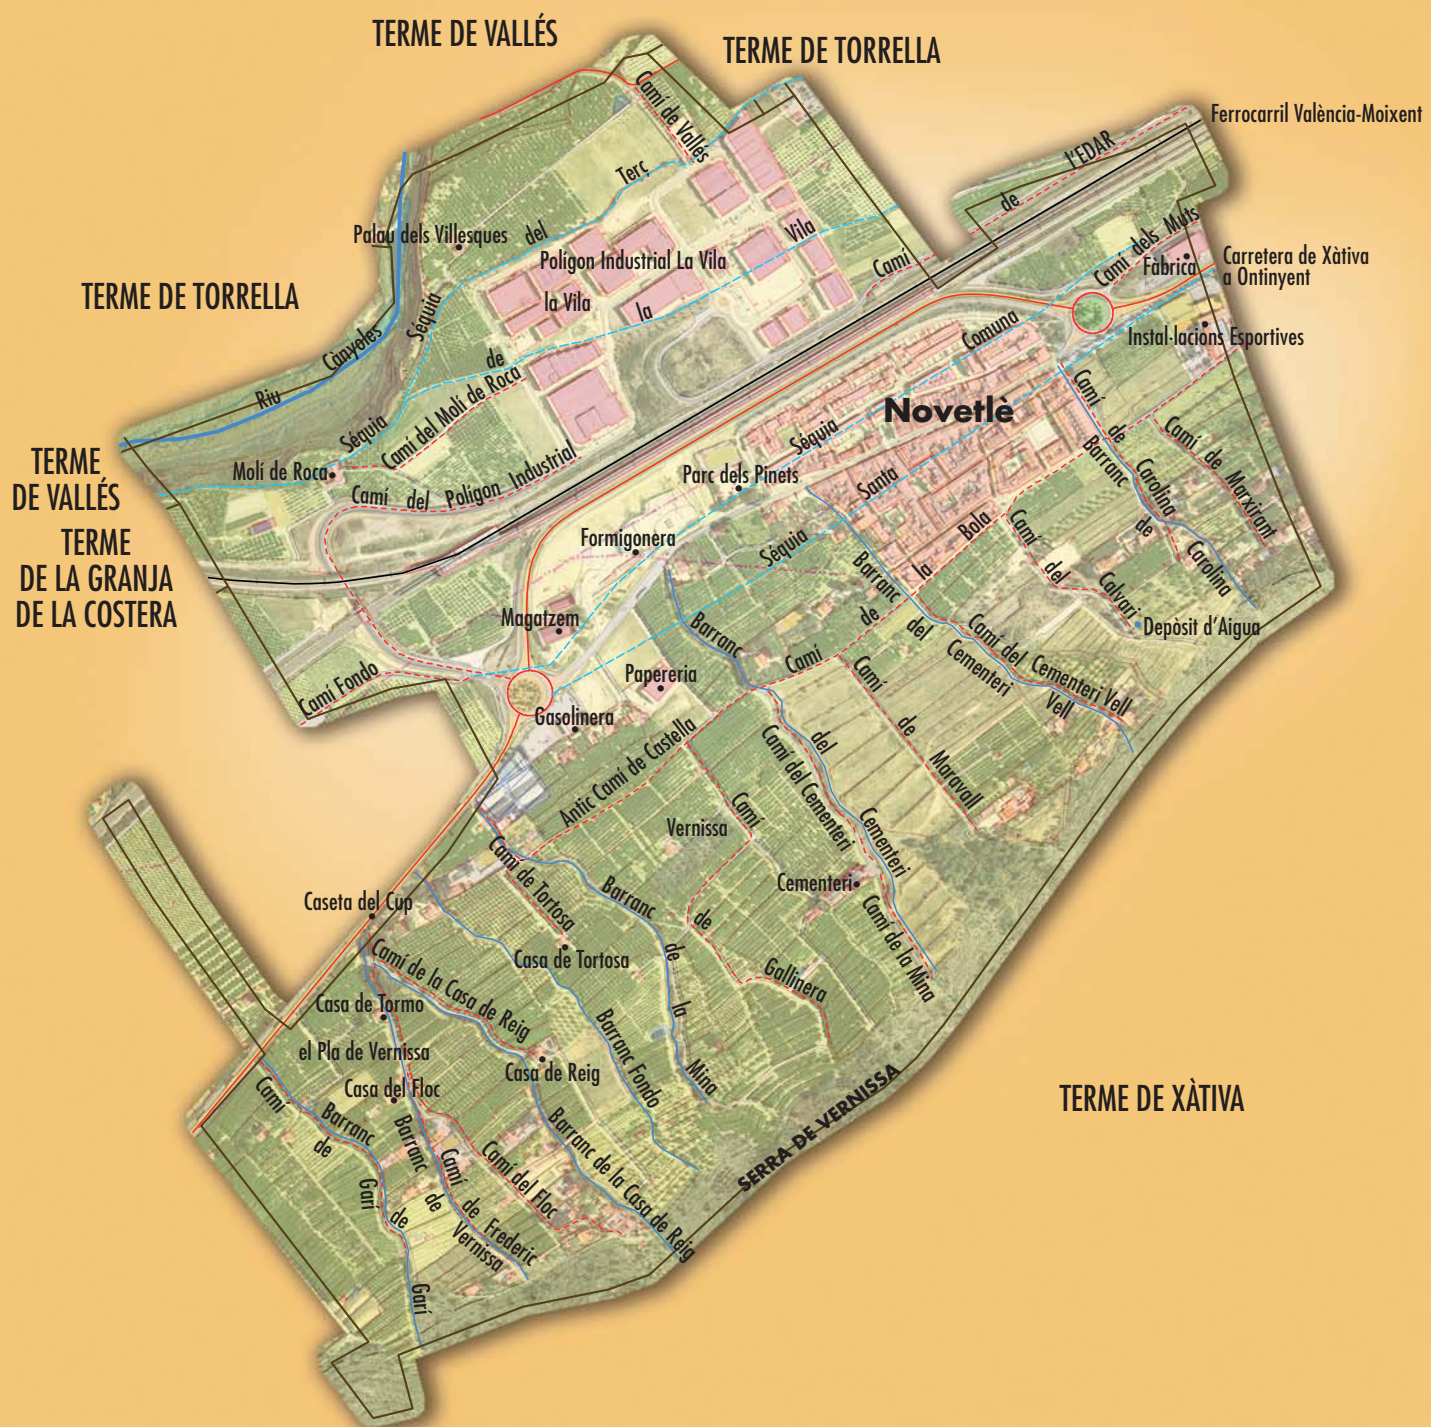 TERME DE VALLÉS
TERME DE TORRELLA
Ferrocarril València-Moixent
Camí de Vallés
Camí de l'EDAR
Séquia del Terç
Palau dels Villesques
Polígon Industrial La Vila
la Vila
Séquia de la Vila
Camí dels Muts
Fàbrica
Carretera de Xàtiva
a Ontinyent
TERME DE TORRELLA
Riu Cànyoles
Instal·lacions Esportives
Séquia Comuna
Novetlè
Camí del Molí de Roca
Molí de Roca
TERME
DE VALLÉS
Camí del Polígon Industrial
Parc dels Pinets
Séquia Santa
Camí de Carolina
Barranc de Carolina
Camí de Marxirant
TERME
DE LA GRANJA
DE LA COSTERA
Formigonera
Camí de la Bola
Camí del Calvari
Depòsit d'Aigua
Magatzem
Barranc del Cementeri Vell
Camí del Cementeri Vell
Camí Fondo
Papereria
Gasolinera
Barranc del Cementeri
Camí de Maravall
Antic Camí de Castella
Camí del Cementeri
Vernissa
Camí de Gallinera
Cementeri
Camí de la Mina
Camí de Tortosa
Caseta del Cup
Barranc de la Mina
Casa de Tortosa
Camí de la Casa de Reig
Casa de Tormo
Barranc Fondo
el Pla de Vernissa
Casa de Reig
Casa del Floc
Camí de Garí
Barranc de Garí
Barranc de Vernissa
Camí de Frederic
Camí del Floc
Barranc de la Casa de Reig
SERRA DE VERNISSA
TERME DE XÀTIVA